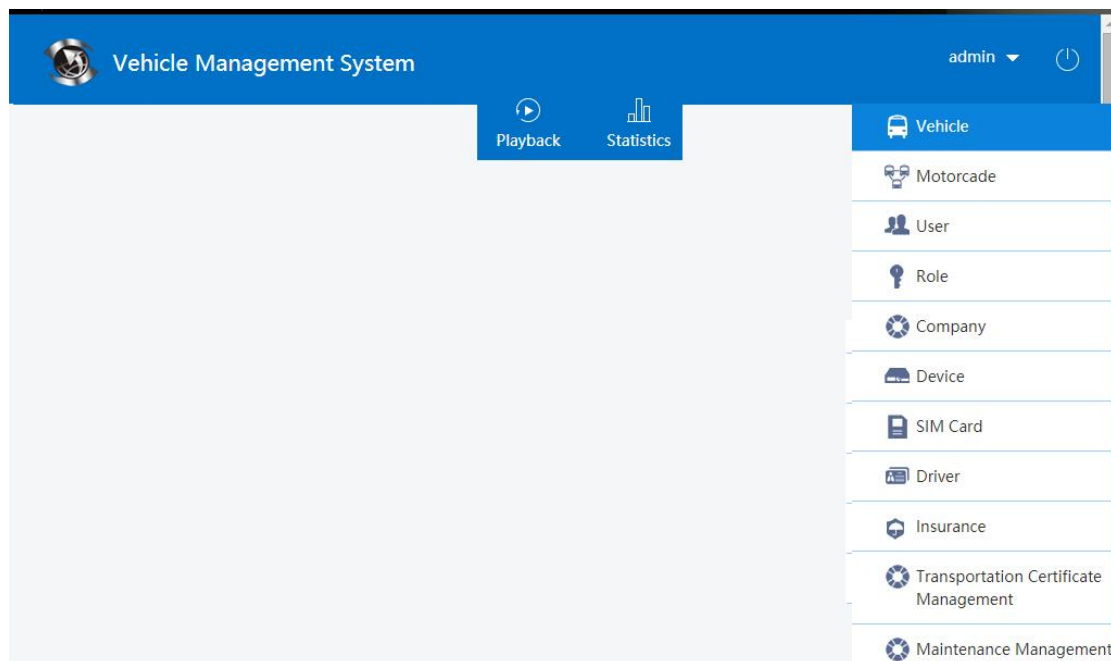 Vehicle Management System
admin
Playback
Statistics
Vehicle
Motorcade
User
Role
Company
Device
SIM Card
Driver
Insurance
Transportation Certificate
Management
Maintenance Management